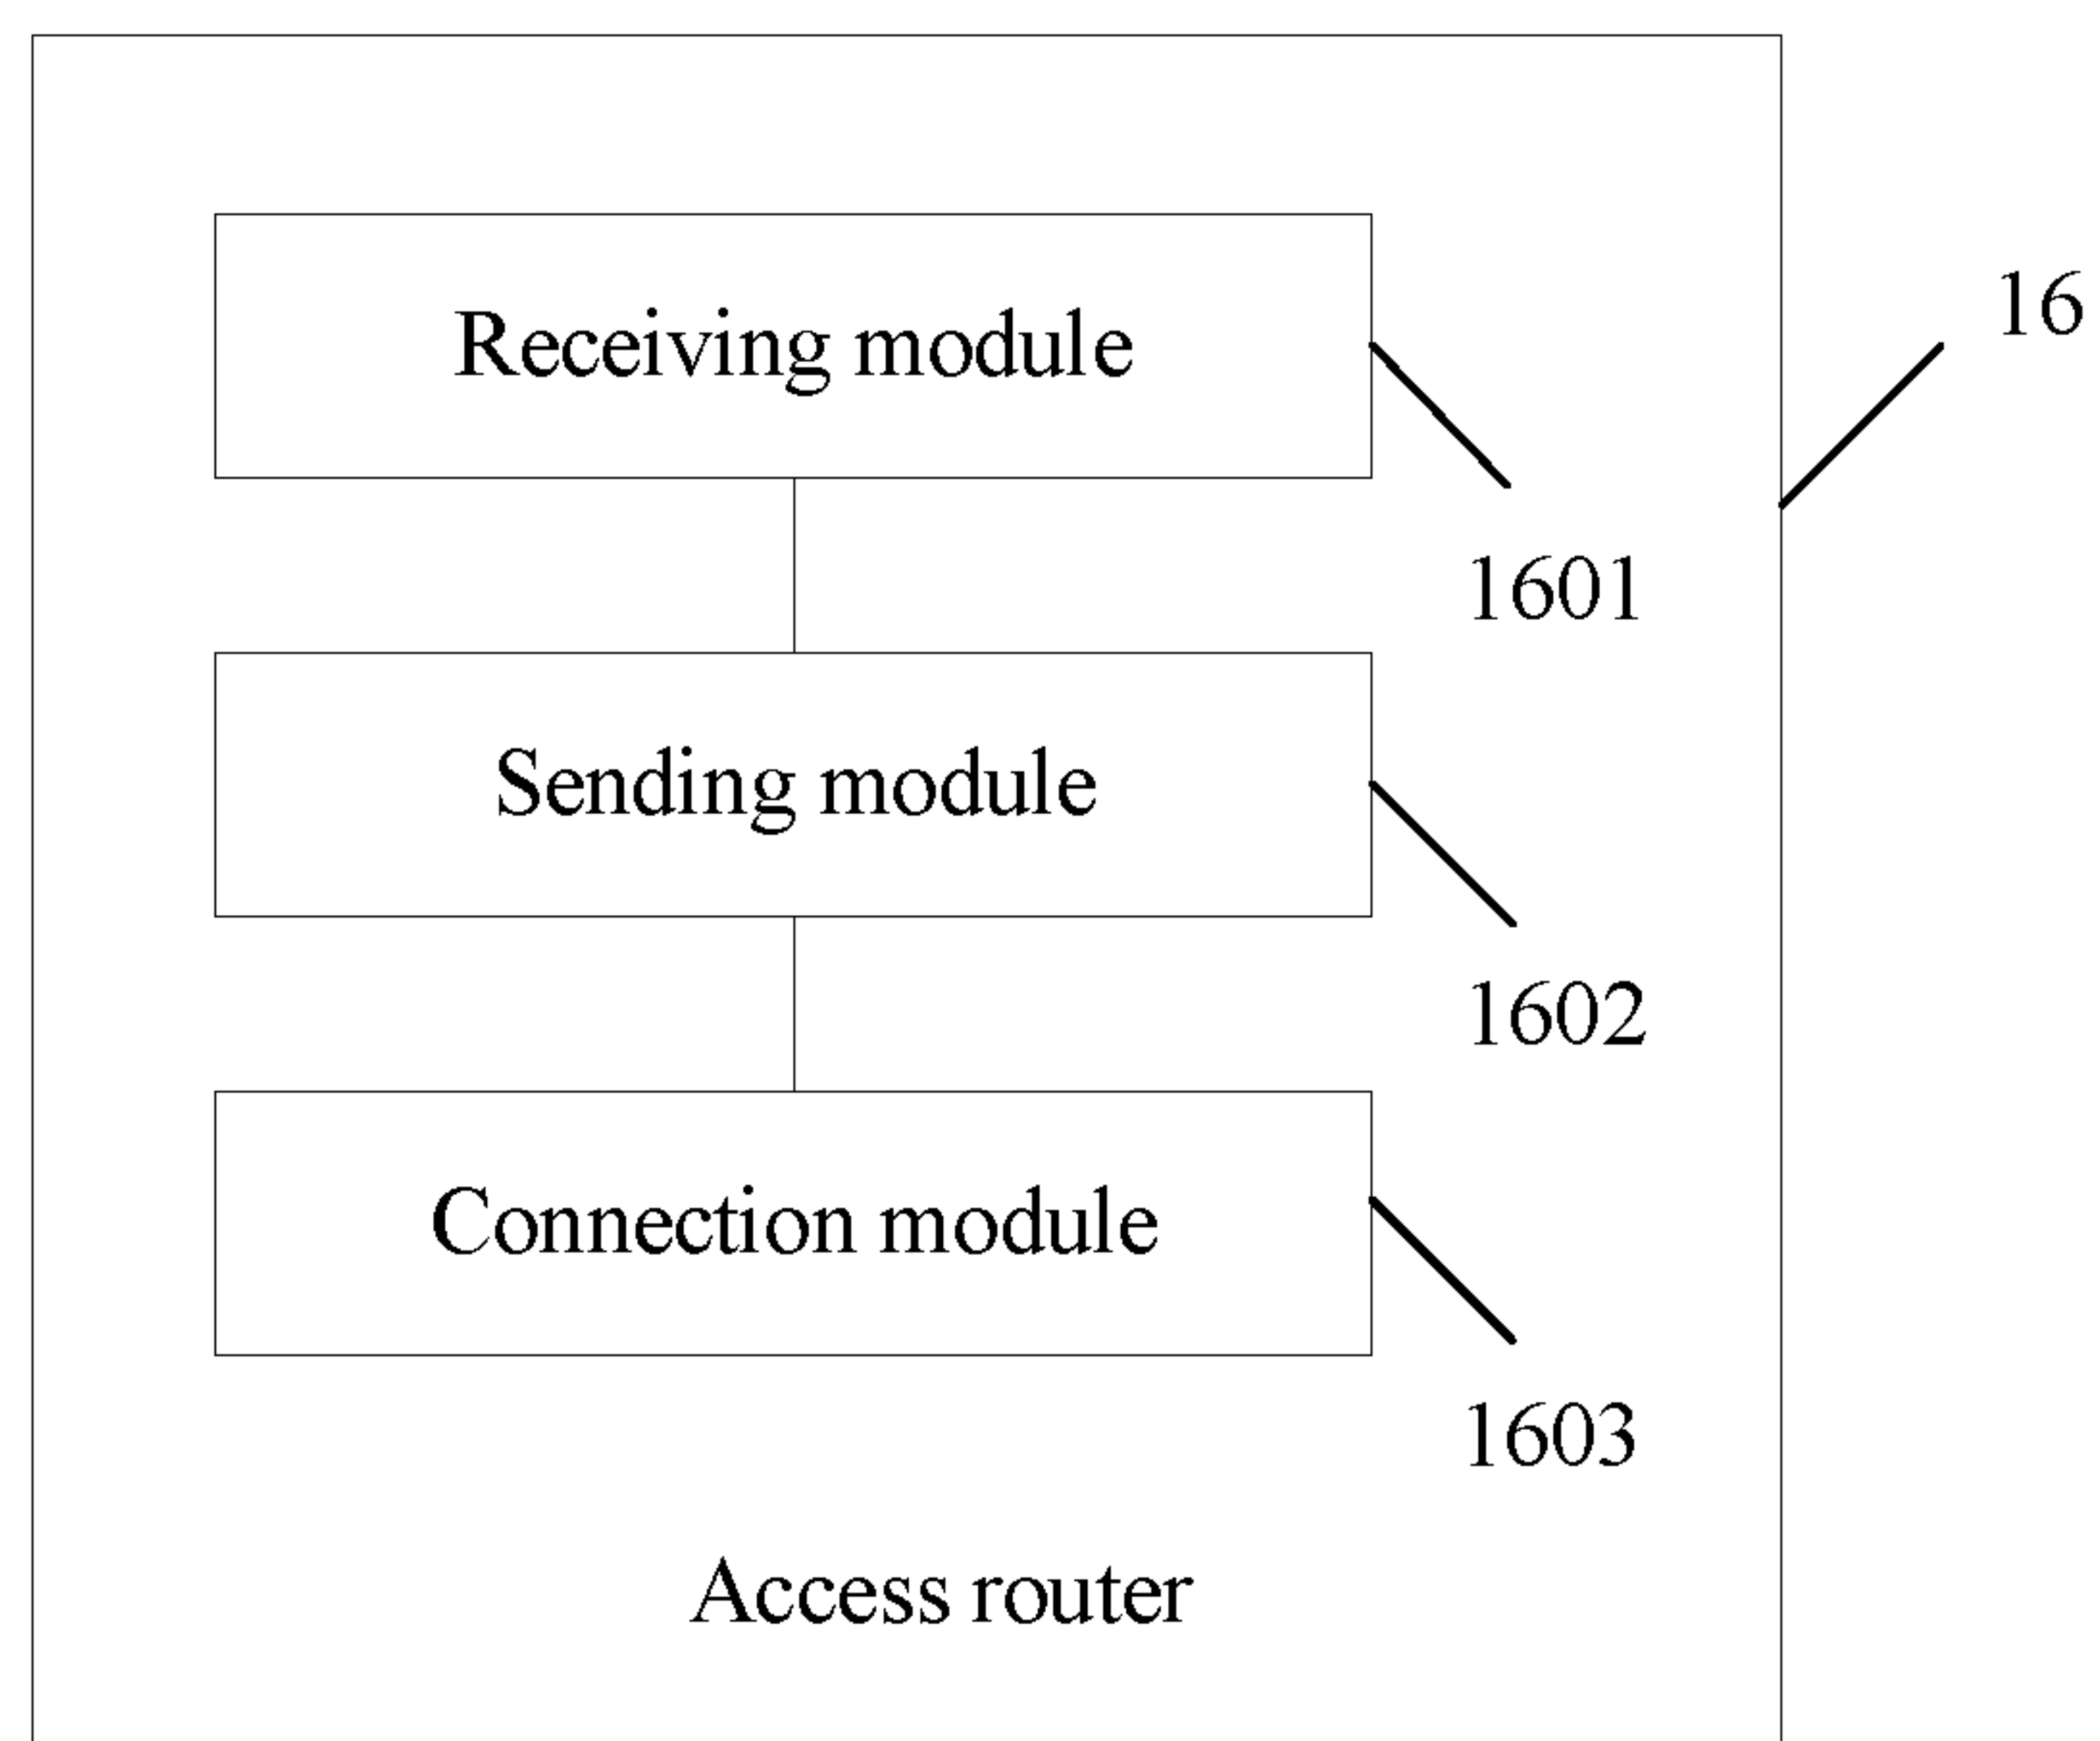 Receiving module
16
1601
Sending module
1602
Connection module
1603
Access router